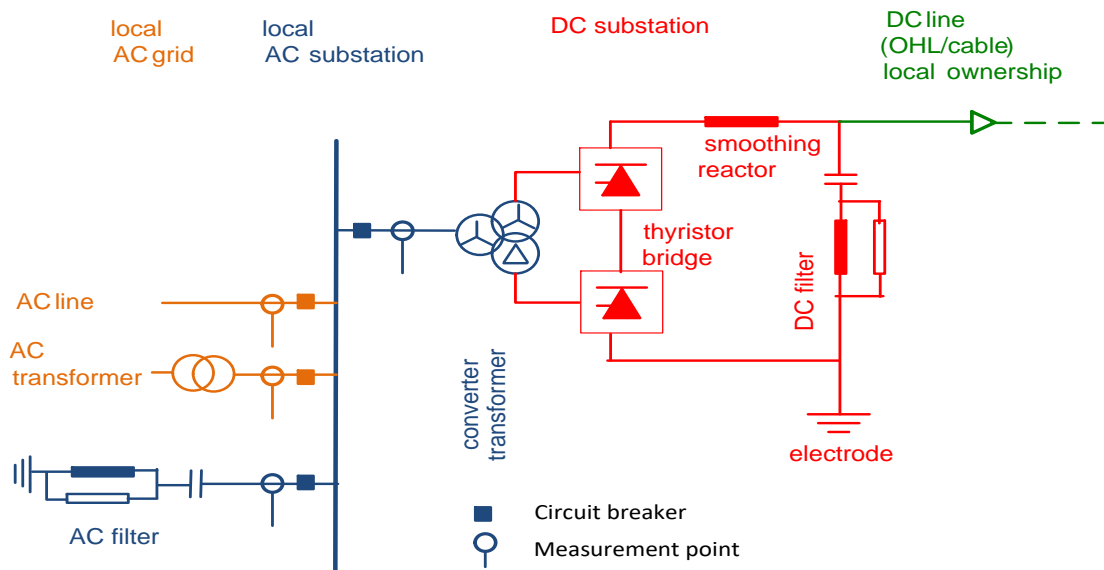 local
AC grid
local
AC substation
DC substation
DC line
(OHL/cable)
local ownership
smoothing
reactor
thyristor
bridge
DC filter
AC line
AC
transformer
converter
transformer
electrode
AC filter
Circuit breaker
Measurement point